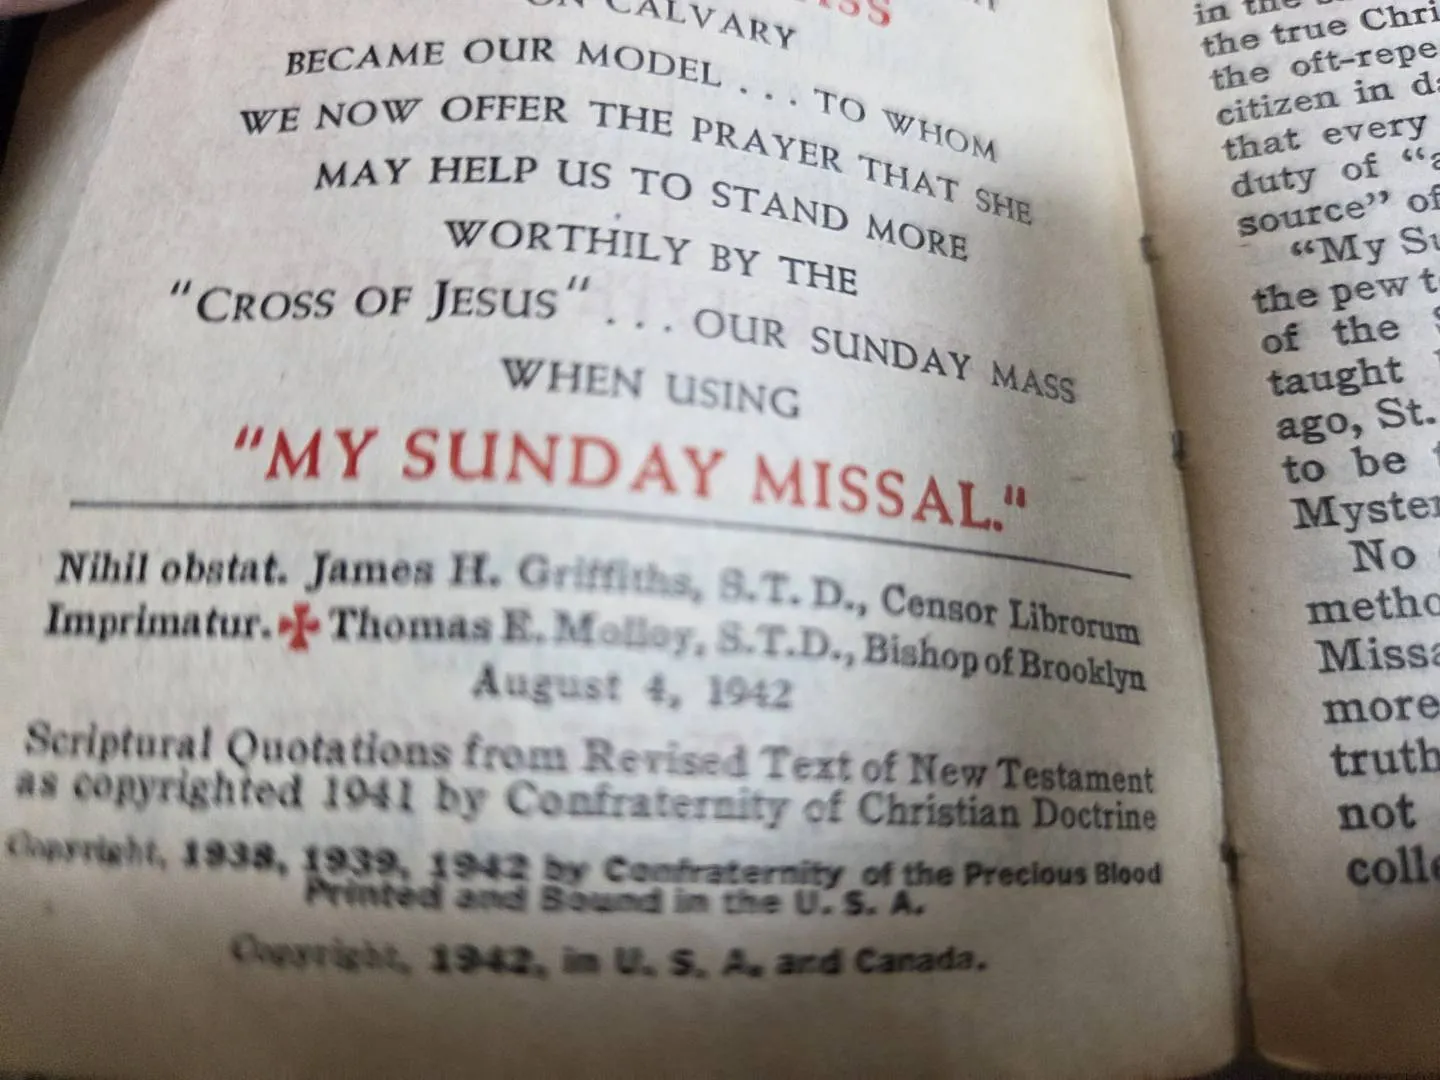 ON CALVARY
BECAME OUR MODEL . . . TO WHOM
WE NOW OFFER THE PRAYER THAT SHE
MAY HELP US TO STAND MORE
WORTHILY BY THE
"CROSS OF JESUS" . . . OUR SUNDAY MASS
WHEN USING
"MY SUNDAY MISSAL."
Nihil obstat. James H. Griffiths, S.T. D., Censor Librorum
Imprimatur. ✠ Thomas E. Molloy, S.T.D., Bishop of Brooklyn
August 4, 1942
Scriptural Quotations from Revised Text of New Testament
as copyrighted 1941 by Confraternity of Christian Doctrine
Copyright, 1938, 1939, 1942 by Confraternity of the Precious Blood
Printed and Bound in the U. S. A.
Copyright, 1942, in U. S. A. and Canada.
in the
the true
the oft-repe
citizen in
that every
duty of "a
source" of
"My Su
the pew t
of the S
taught
ago, St.
to be
Myster
No
metho
Missa
more
truth
not
colle